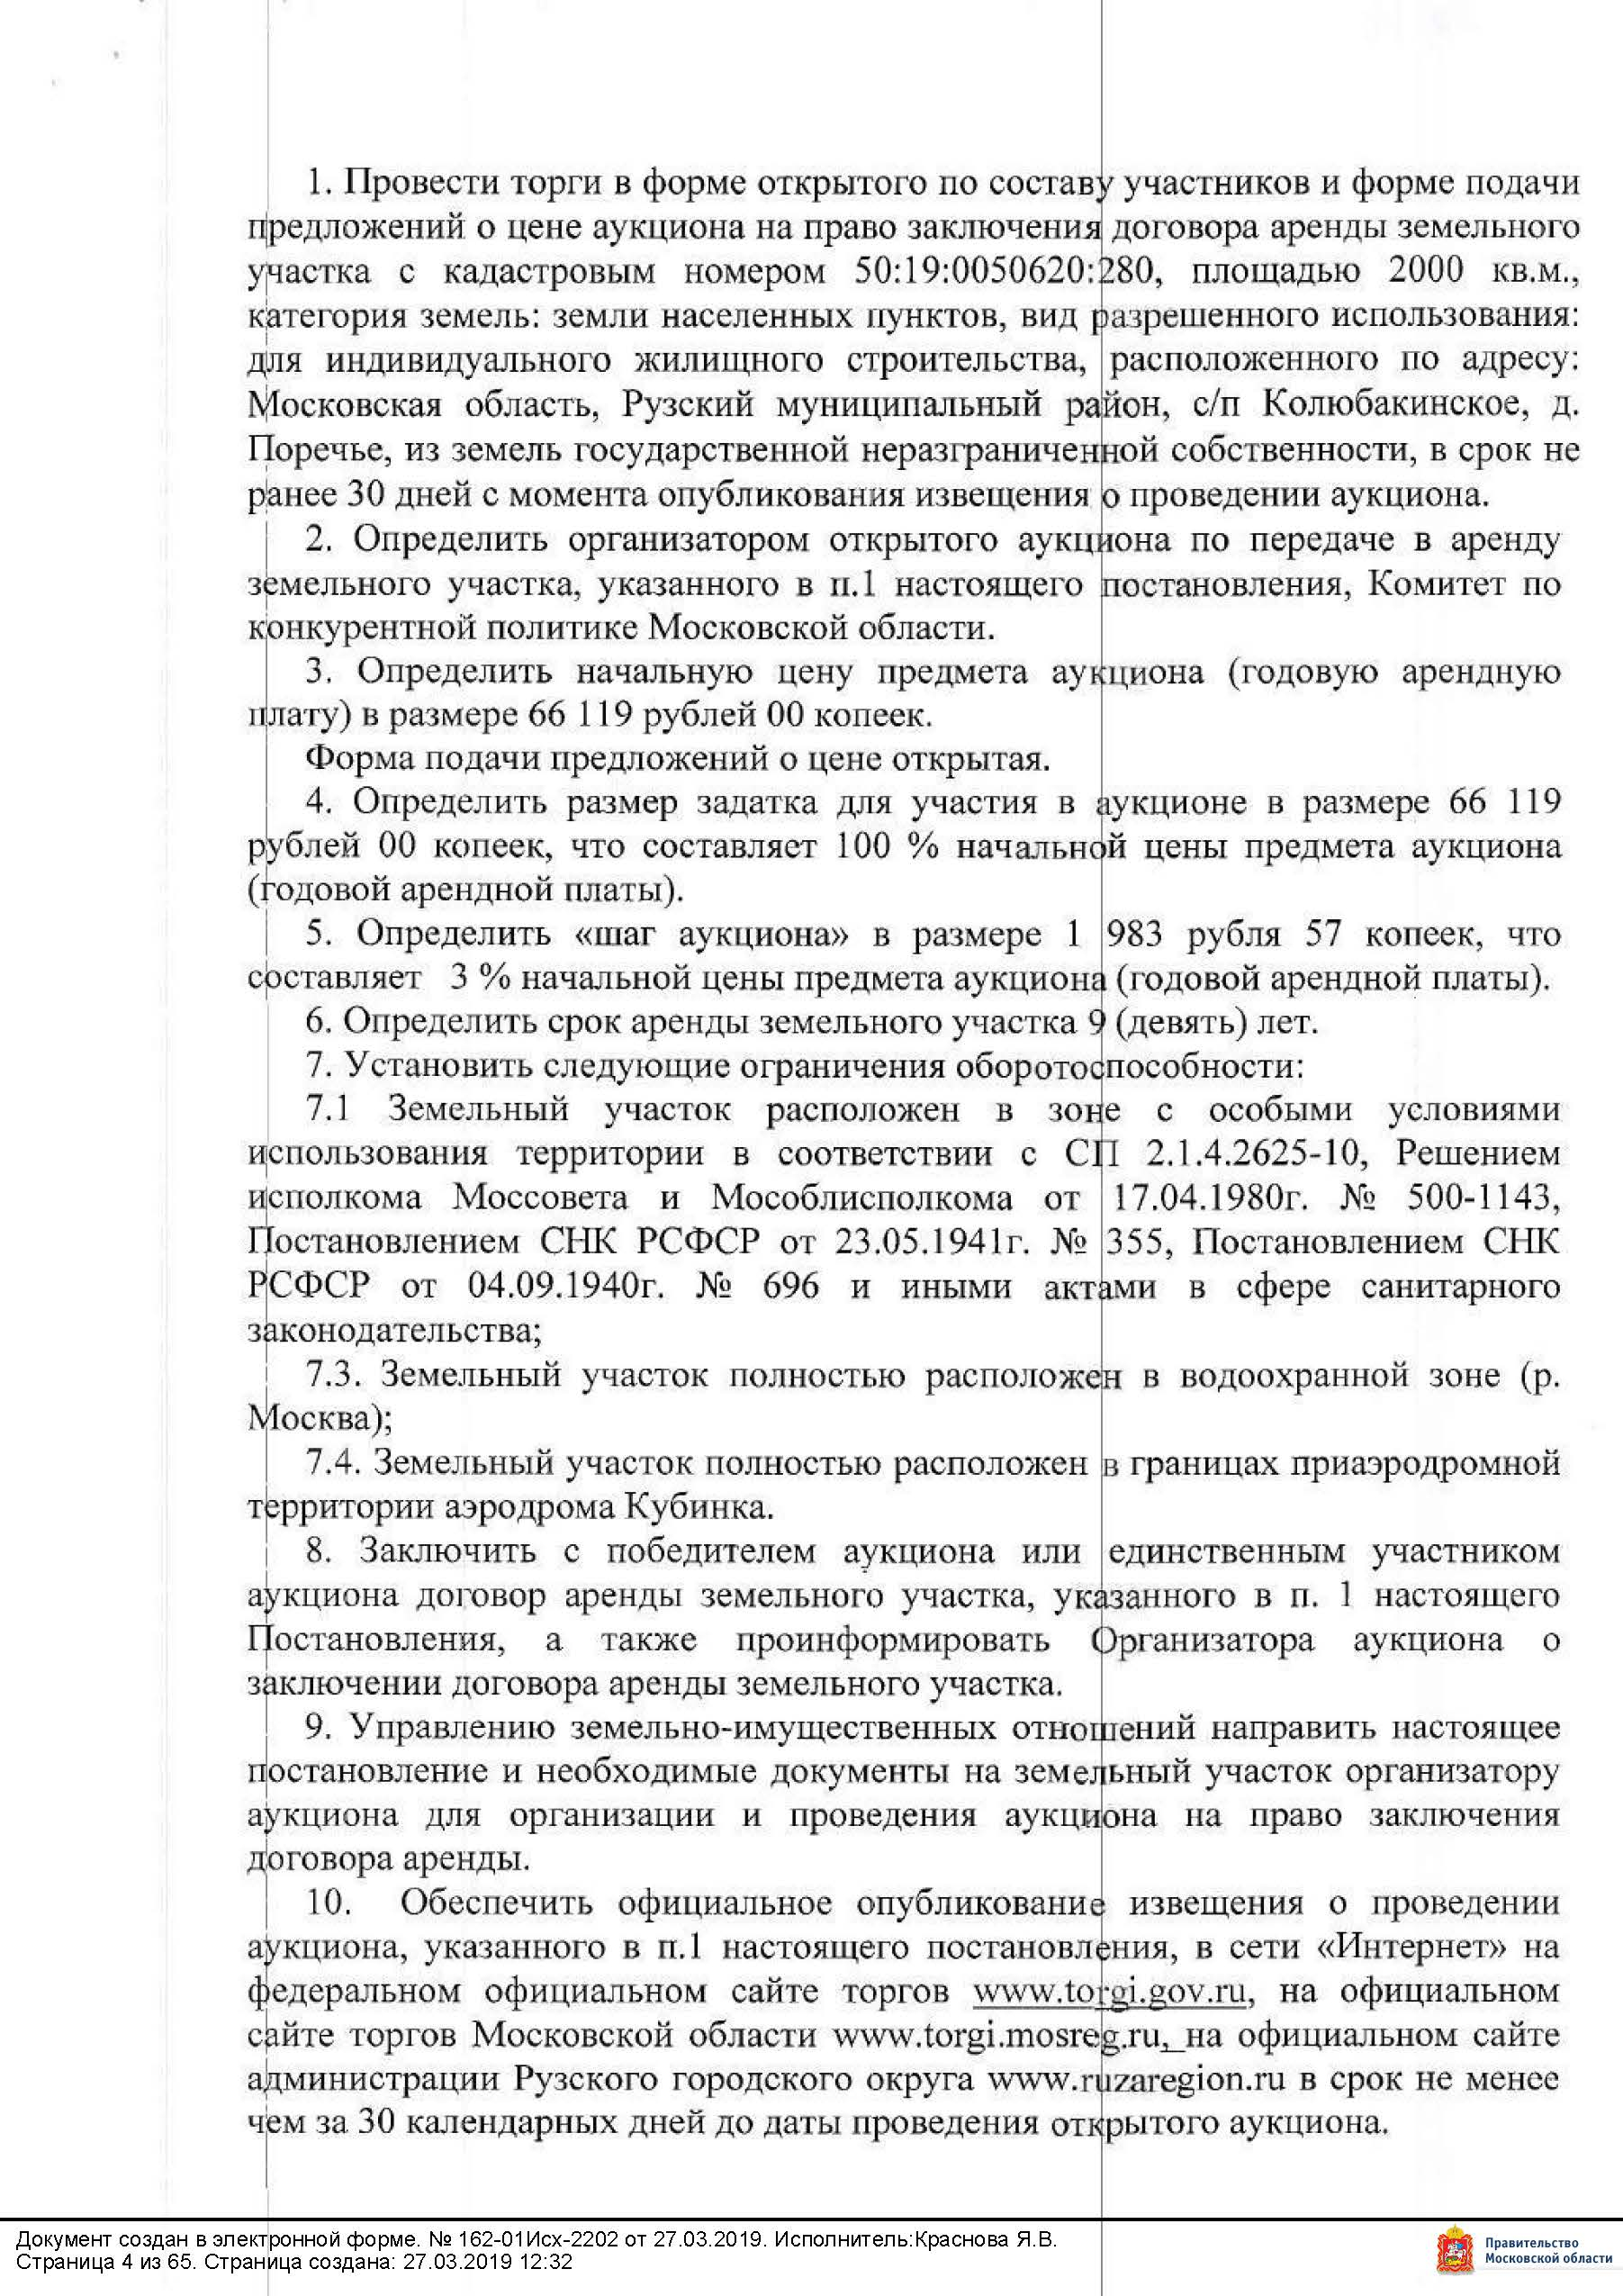 1. Провести торги в форме открытого по составу участников и форме подачи
предложений о цене аукциона на право заключения договора аренды земельного
участка с кадастровым номером 50:19:0050620:280, площадью 2000 кв.м.,
категория земель: земли населенных пунктов, вид разрешенного использования:
для индивидуального жилищного строительства, расположенного по адресу:
Московская область, Рузский муниципальный район, с/п Колюбакинское, д.
Поречье, из земель государственной неразграниченной собственности, в срок не
ранее 30 дней с момента опубликования извещения о проведении аукциона.
2. Определить организатором открытого аукциона по передаче в аренду
земельного участка, указанного в п.1 настоящего постановления, Комитет по
конкурентной политике Московской области.
3. Определить начальную цену предмета аукциона (годовую арендную
плату) в размере 66 119 рублей 00 копеек.
Форма подачи предложений о цене открытая.
4. Определить размер задатка для участия в аукционе в размере 66 119
рублей 00 копеек, что составляет 100 % начальной цены предмета аукциона
(годовой арендной платы).
5. Определить «шаг аукциона» в размере 1 983 рубля 57 копеек, что
составляет 3 % начальной цены предмета аукциона (годовой арендной платы).
6. Определить срок аренды земельного участка 9 (девять) лет.
7. Установить следующие ограничения оборотоспособности:
7.1 Земельный участок расположен в зоне с особыми условиями
использования территории в соответствии с СП 2.1.4.2625-10, Решением
исполкома Моссовета и Мособлисполкома от 17.04.1980г. № 500-1143,
Постановлением СНК РСФСР от 23.05.1941г. № 355, Постановлением СНК
РСФСР от 04.09.1940г. № 696 и иными актами в сфере санитарного
законодательства;
7.3. Земельный участок полностью расположен в водоохранной зоне (р.
Москва);
7.4. Земельный участок полностью расположен в границах приаэродромной
территории аэродрома Кубинка.
8. Заключить с победителем аукциона или единственным участником
аукциона договор аренды земельного участка, указанного в п. 1 настоящего
Постановления, а также проинформировать Организатора аукциона о
заключении договора аренды земельного участка.
9. Управлению земельно-имущественных отношений направить настоящее
постановление и необходимые документы на земельный участок организатору
аукциона для организации и проведения аукциона на право заключения
договора аренды.
10. Обеспечить официальное опубликование извещения о проведении
аукциона, указанного в п.1 настоящего постановления, в сети «Интернет» на
федеральном официальном сайте торгов www.torgi.gov.ru, на официальном
сайте торгов Московской области www.torgi.mosreg.ru, на официальном сайте
администрации Рузского городского округа www.ruzaregion.ru в срок не менее
чем за 30 календарных дней до даты проведения открытого аукциона.
Документ создан в электронной форме. № 162-01Исх-2202 от 27.03.2019. Исполнитель:Краснова Я.В.
Страница 4 из 65. Страница создана: 27.03.2019 12:32
Правительство
Московской области